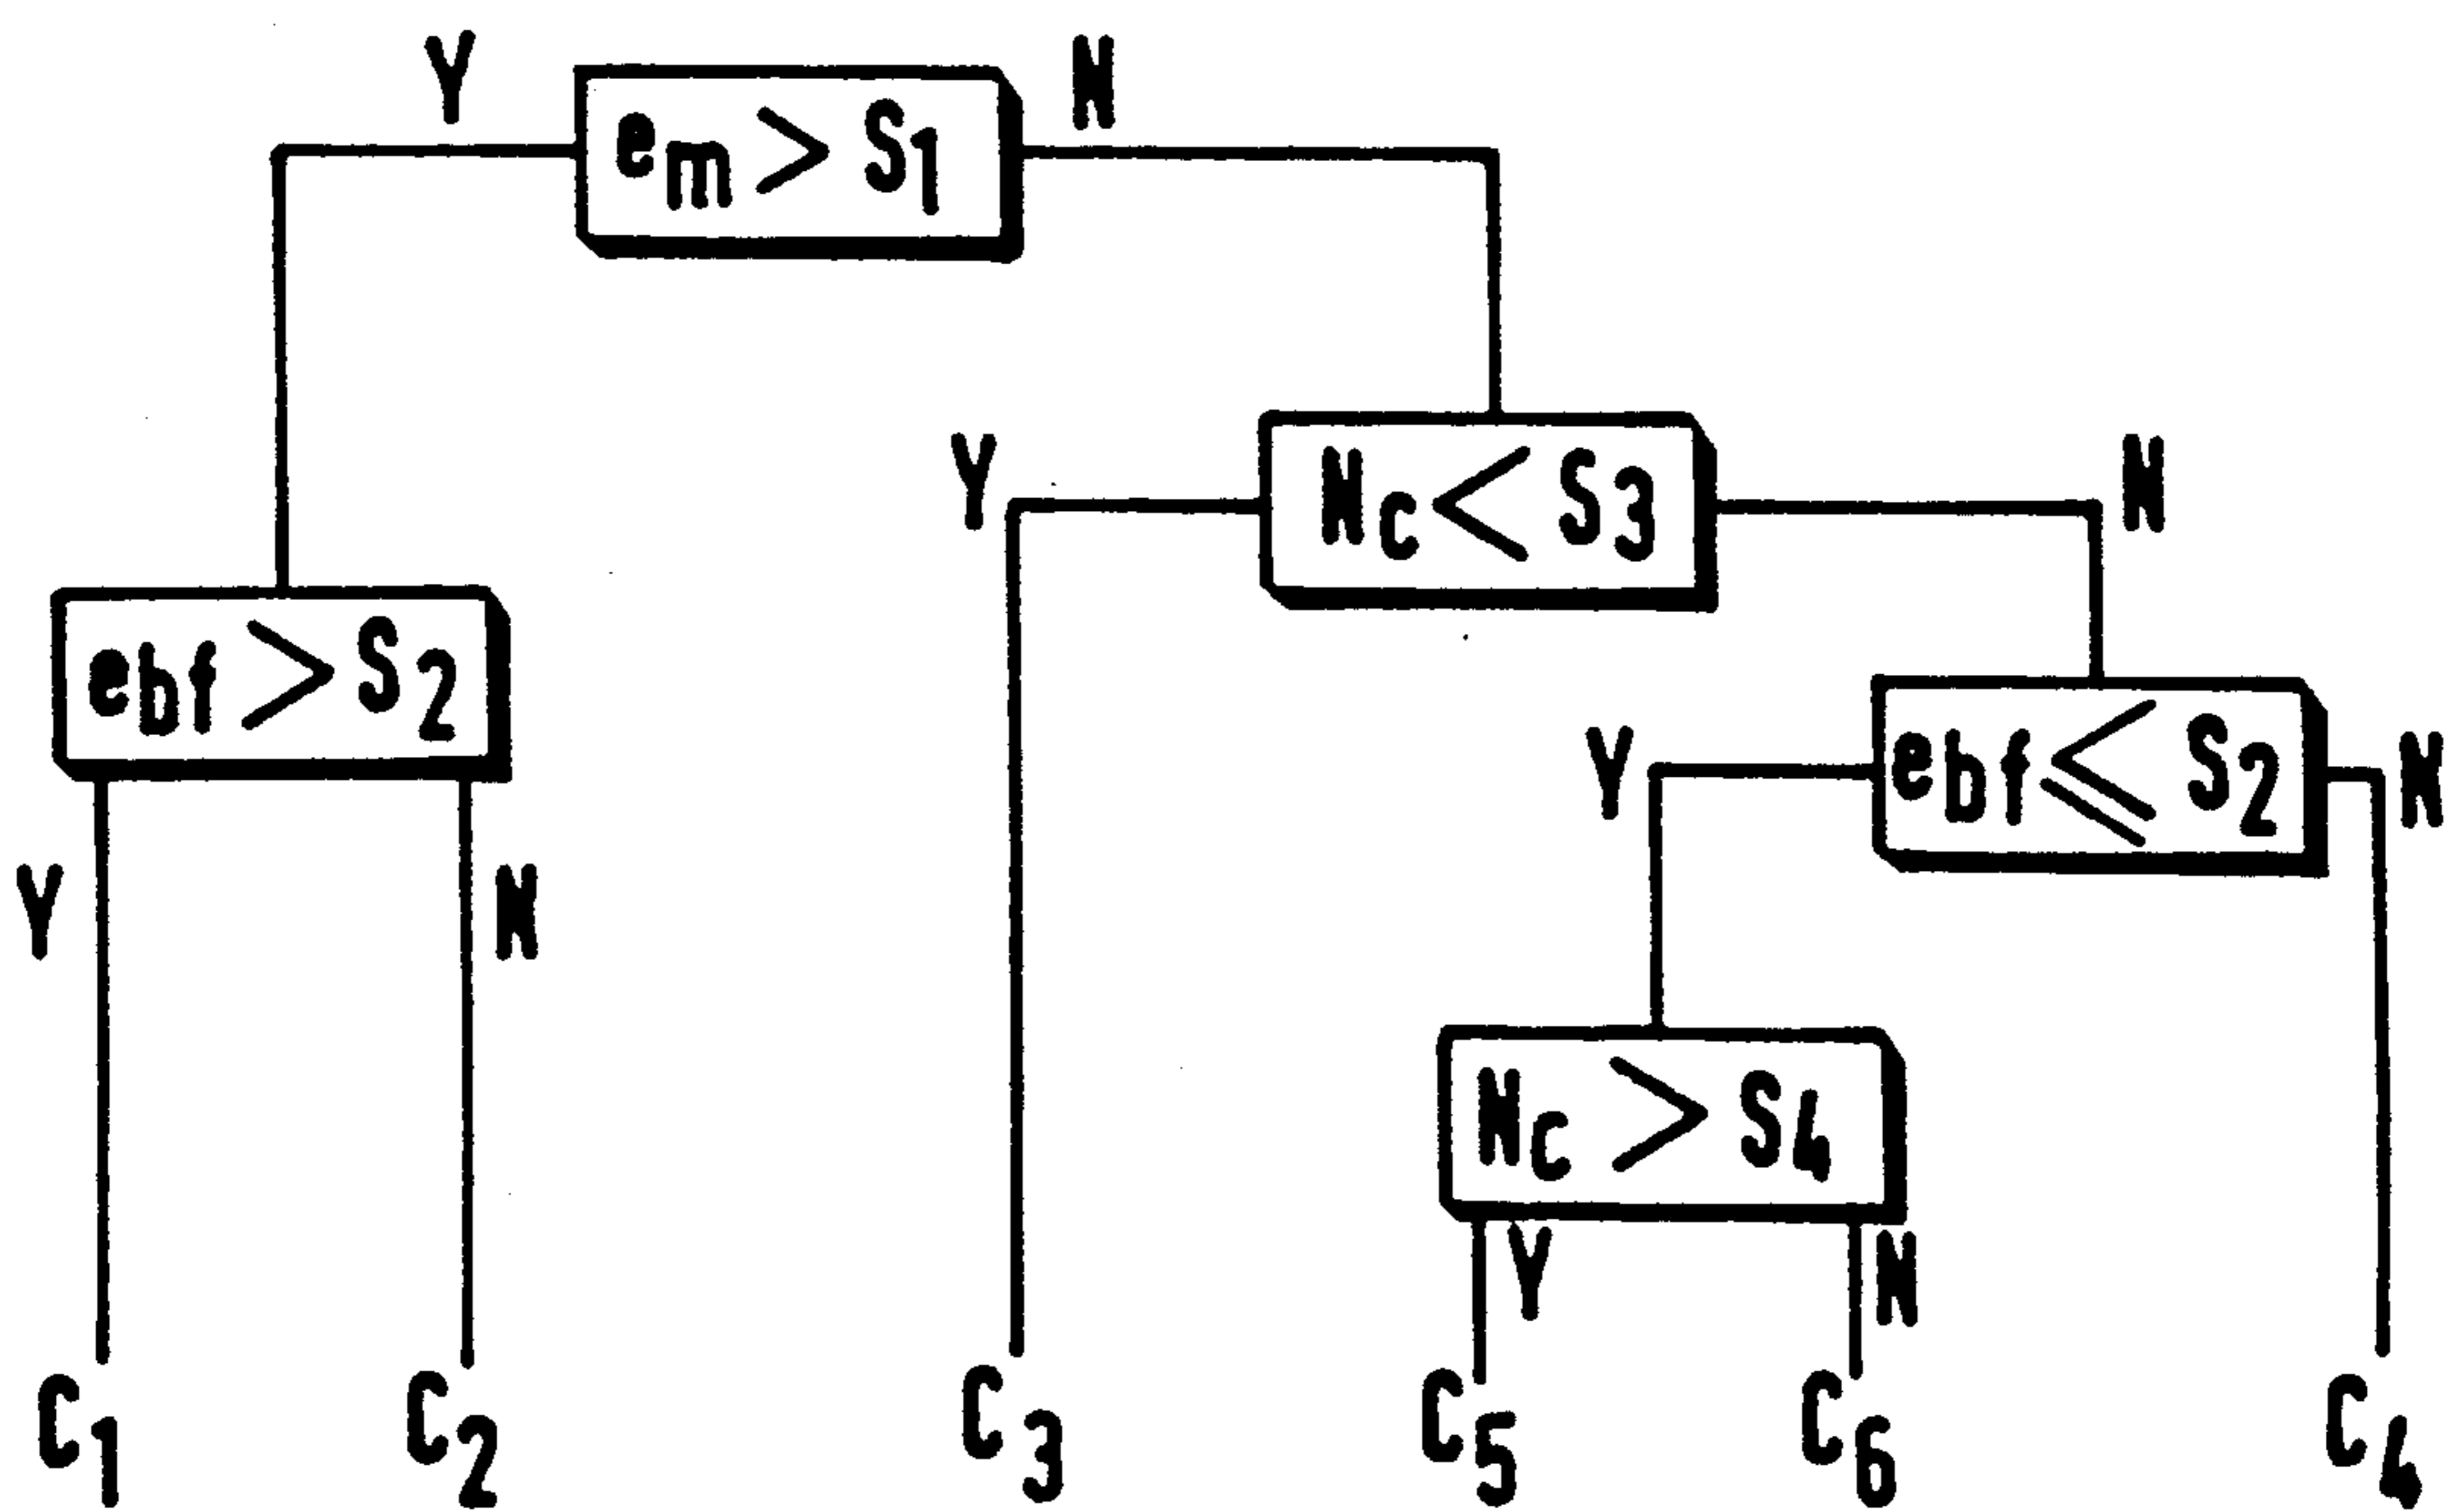 Y
e_m > S_1
N
Y
N_c < S_3
N
e_bf > S_2
Y
e_bf ≤ S_2
N
Y
N
N_c > S_4
Y
N
C_1
C_2
C_3
C_5
C_6
C_4